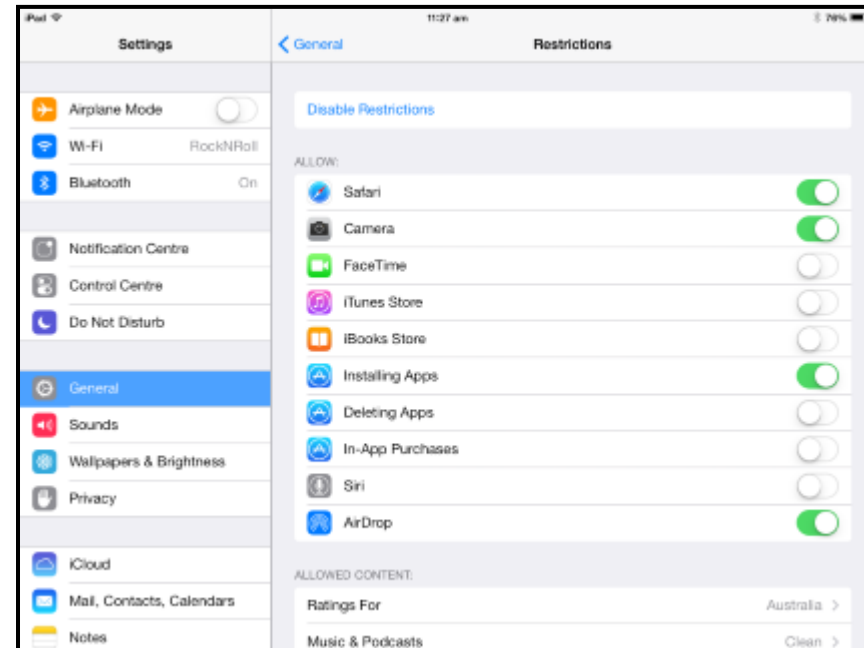 iPad 11:27 am 76%
Settings
General Restrictions
Airplane Mode
Wi-Fi RockNRoll
Bluetooth On
Notification Centre
Control Centre
Do Not Disturb
General
Sounds
Wallpapers & Brightness
Privacy
iCloud
Mail, Contacts, Calendars
Notes
Disable Restrictions
ALLOW:
Safari
Camera
FaceTime
iTunes Store
iBooks Store
Installing Apps
Deleting Apps
In-App Purchases
Siri
AirDrop
ALLOWED CONTENT:
Ratings For Australia
Music & Podcasts Clean